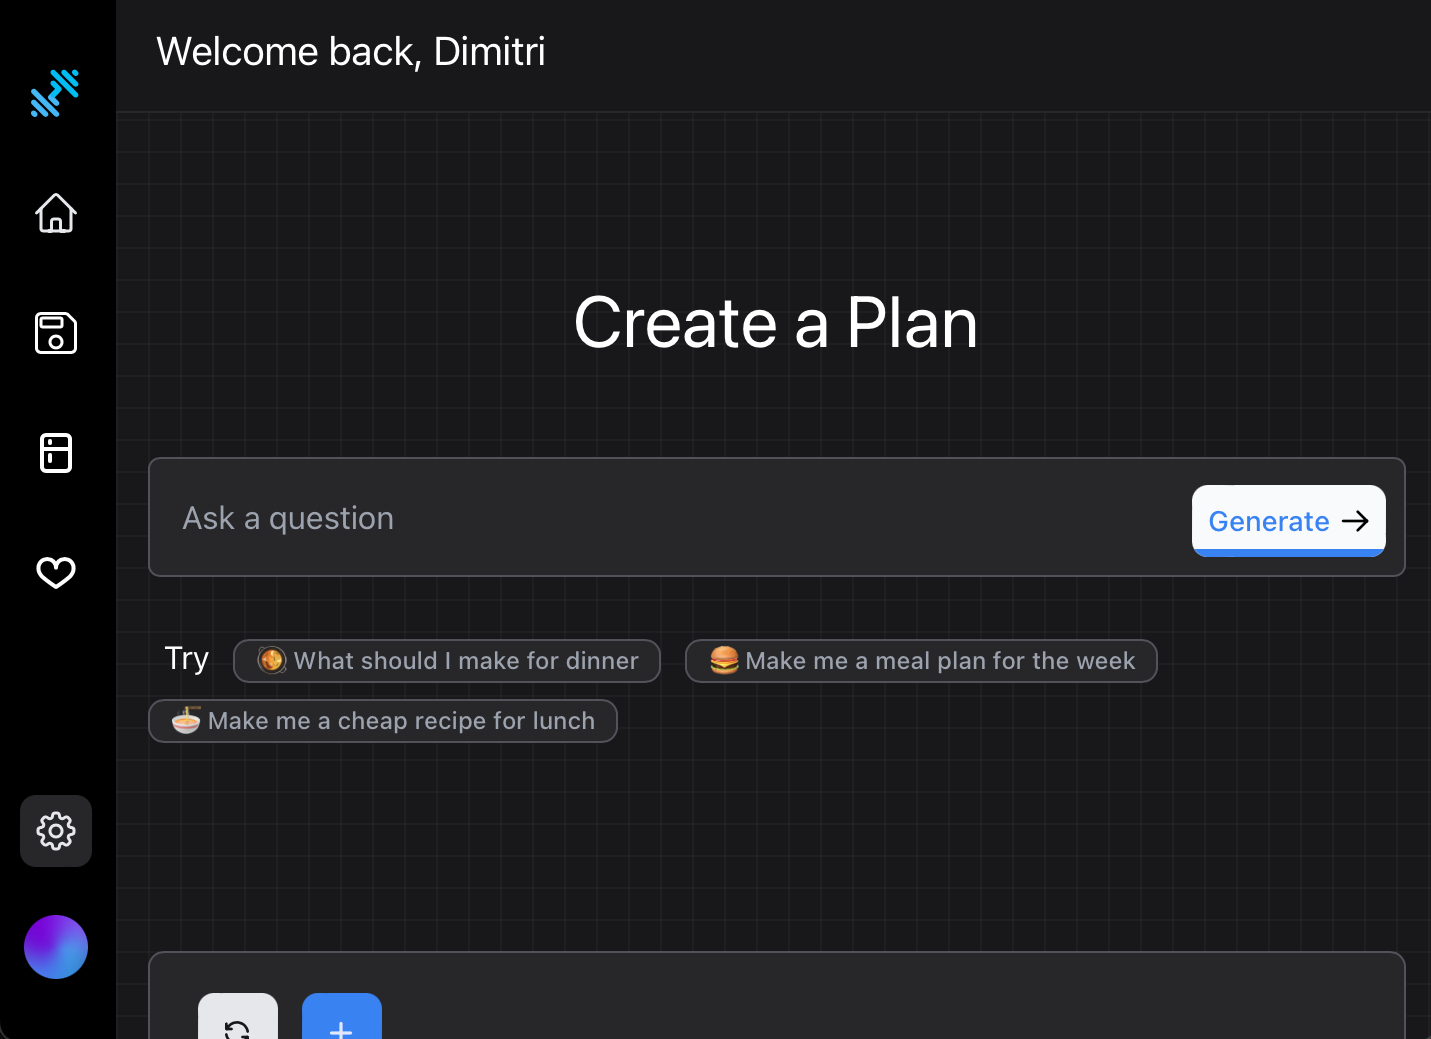 Welcome back, Dimitri
Create a Plan
Ask a question
Generate
Try
What should I make for dinner
Make me a meal plan for the week
Make me a cheap recipe for lunch